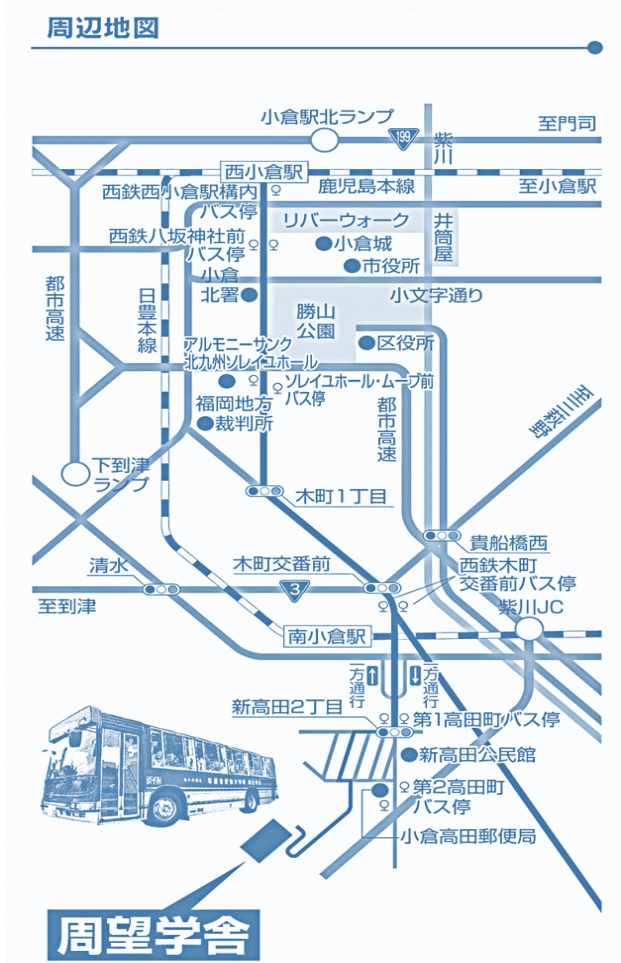 周辺地図
小倉駅北ランプ
199
至門司
紫川
西小倉駅
鹿児島本線
至小倉駅
西鉄西小倉駅構内
バス停
リバーウォーク
井筒屋
西鉄八坂神社前
バス停
小倉城
市役所
小倉
北署
小文字通り
都市高速
日豊本線
勝山
公園
区役所
アルモニーサンク
北九州ソレイユホール
ソレイユホール・ムーブ前
バス停
福岡地方
裁判所
都市高速
至三萩野
下到津
ランプ
木町1丁目
貴船橋西
清水
木町交番前
西鉄木町
交番前バス停
3
至到津
紫川JC
南小倉駅
一方通行
一方通行
新高田2丁目
第1高田町バス停
新高田公民館
第2高田町
バス停
小倉高田郵便局
周望学舎